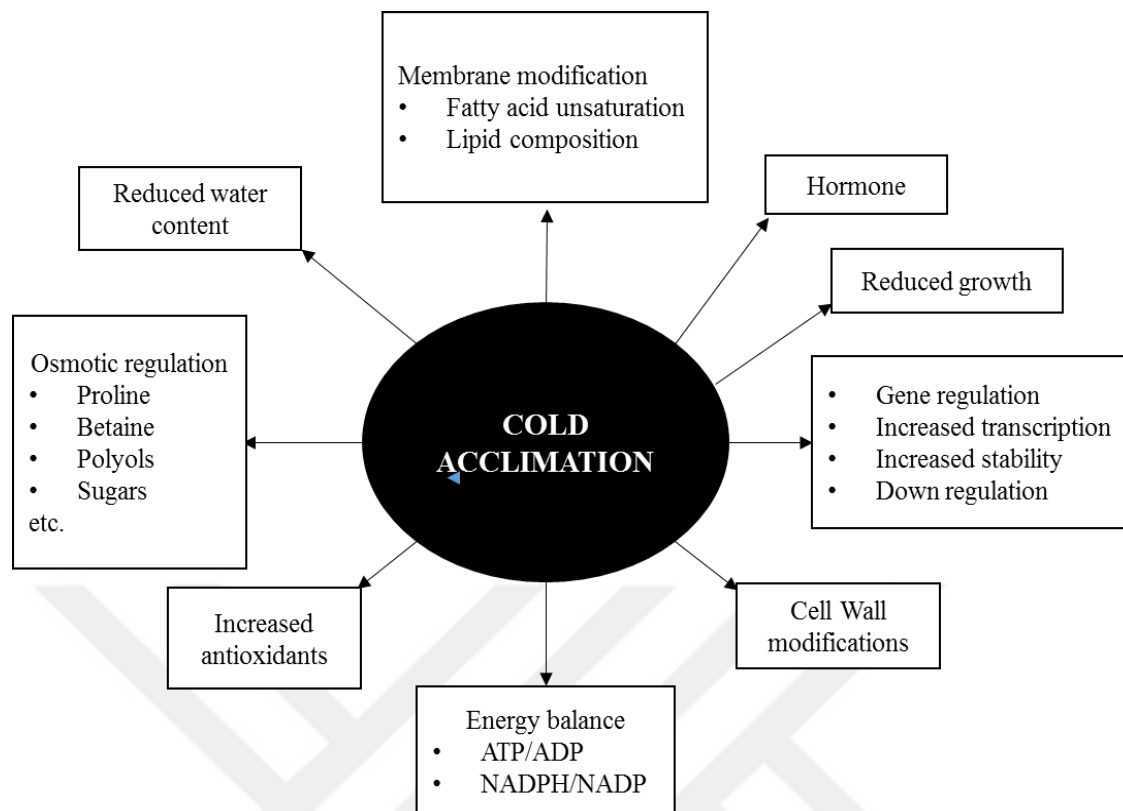 Membrane modification
• Fatty acid unsaturation
• Lipid composition
Hormone
Reduced water
content
Reduced growth
Osmotic regulation
• Proline
• Betaine
• Polyols
• Sugars
etc.
COLD
ACCLIMATION
• Gene regulation
• Increased transcription
• Increased stability
• Down regulation
Increased
antioxidants
Cell Wall
modifications
Energy balance
• ATP/ADP
• NADPH/NADP